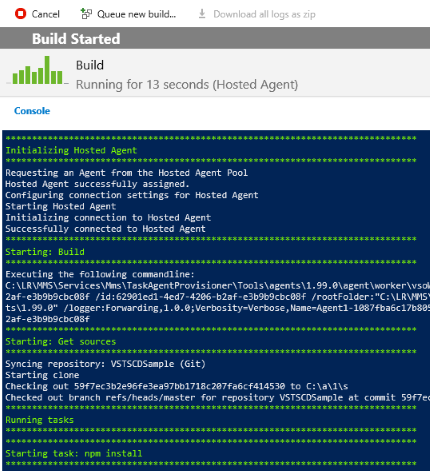 Cancel Queue new build... Download all logs as zip
Build Started
Build
Running for 13 seconds (Hosted Agent)
Console
******************************************************************************
Initializing Hosted Agent
******************************************************************************
Requesting an Agent from the Hosted Agent Pool
Hosted Agent successfully assigned.
Configuring connection settings for Hosted Agent
Starting Hosted Agent
Initializing connection to Hosted Agent
Successfully connected to Hosted Agent
******************************************************************************
Starting: Build
******************************************************************************
Executing the following commandline:
C:\LR\MMS\Services\Mms\TaskAgentProvisioner\Tools\agents\1.99.0\agent\worker\vso
2af-e3b9b9cbc08f /id:62901ed1-4ed7-4206-b2af-e3b9b9cbc08f /rootFolder:"C:\LR\MMS\
ts\1.99.0" /logger:Forwarding,1.0.0;Verbosity=Verbose,Name=Agent1-1087fba6c17b805
2af-e3b9b9cbc08f
******************************************************************************
Starting: Get sources
******************************************************************************
Syncing repository: VSTSCDSample (Git)
Starting clone
Checking out 59f7ec3b2e96fe3ea97bb1718c207fa6cf414530 to C:\a\1\s
Checked out branch refs/heads/master for repository VSTSCDSample at commit 59f7ec
******************************************************************************
Running tasks
******************************************************************************
******************************************************************************
Starting task: npm install
******************************************************************************